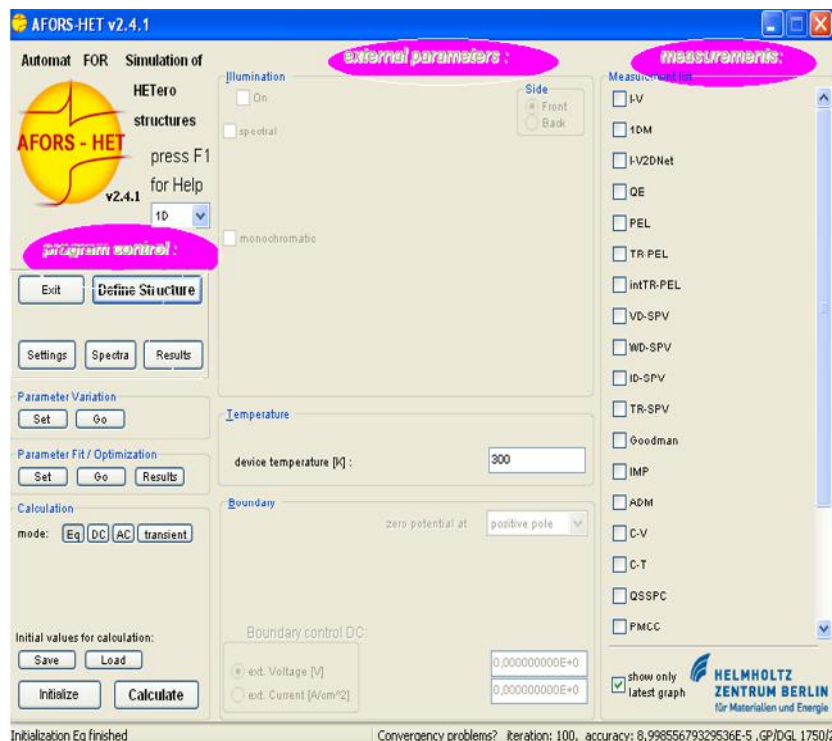 AFORS-HET v2.4.1
Automat FOR Simulation of
HETero
structures
AFORS - HET
v2.4.1
press F1
for Help
1D
program control :
Exit
Define Structure
Settings
Spectra
Results
Parameter Variation
Set
Go
Parameter Fit / Optimization
Set
Go
Results
Calculation
mode:
Eq
DC
AC
transient
Initial values for calculation:
Save
Load
Initialize
Calculate
external parameters :
Illumination
On
spectral
Side
Front
Back
monochromatic
Temperature
device temperature [K] :
300
Boundary
zero potential at
positive pole
Boundary control DC:
ext. Voltage [V]
0,000000000E+0
ext. Current [A/cm^2]
0,000000000E+0
measurements:
Measurement list
I-V
1DM
I-V2DNet
QE
PEL
TR-PEL
intTR-PEL
VD-SPV
WD-SPV
ID-SPV
TR-SPV
Goodman
IMP
ADM
C-V
C-T
QSSPC
PMCC
show only
latest graph
HELMHOLTZ
ZENTRUM BERLIN
für Materialien und Energie
Initialization Eq finished
Convergency problems? iteration: 100, accuracy: 8,99855679329536E-5 ,GP/DGL 1750/2